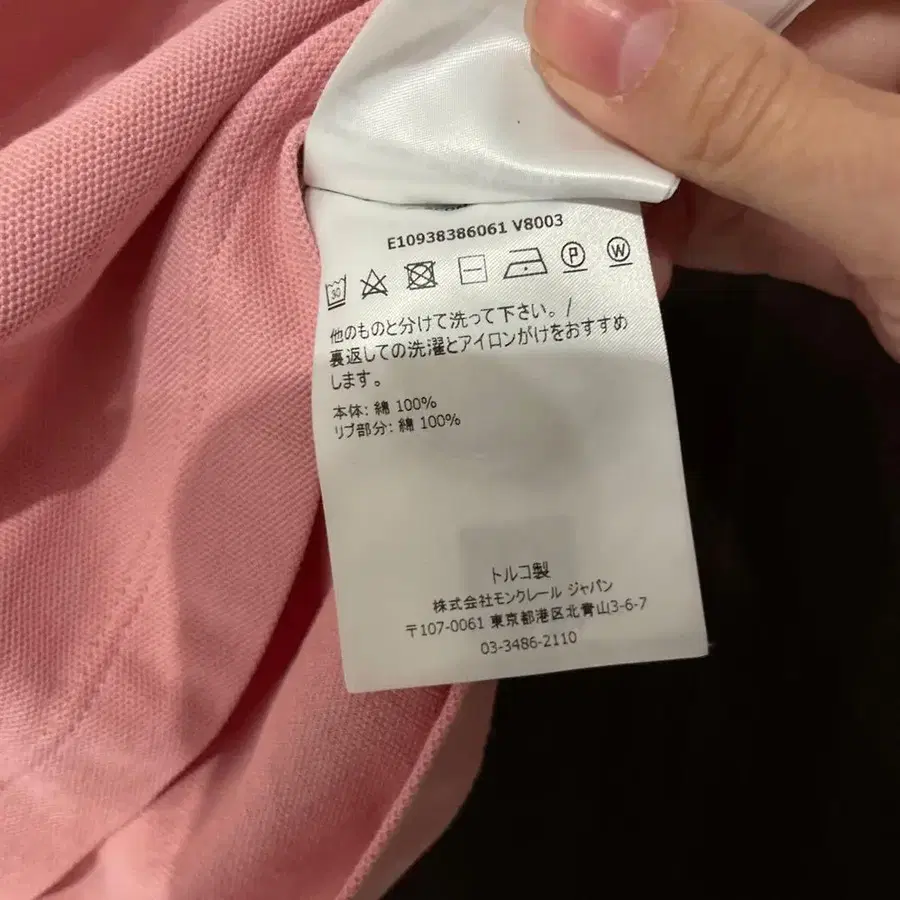 E10938386061 V8003
30 P W
他のものと分けて洗って下さい。/
裏返しての洗濯とアイロンがけをおすすめ
します。
本体: 綿 100%
リブ部分: 綿 100%
トルコ製
株式会社モンクレール ジャパン
〒107-0061 東京都港区北青山3-6-7
03-3486-2110